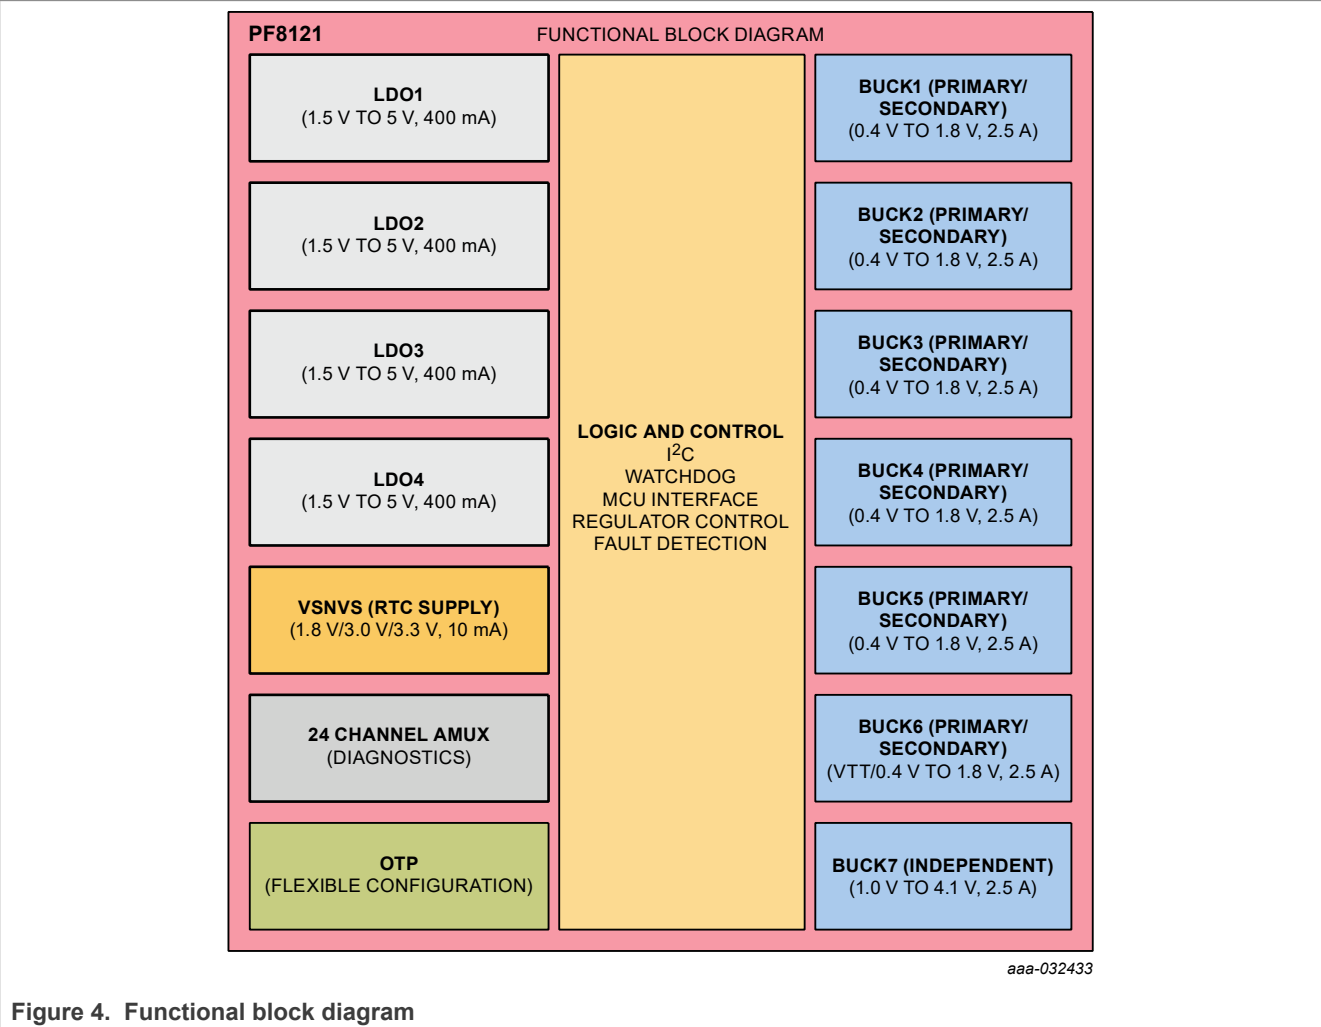 PF8121
FUNCTIONAL BLOCK DIAGRAM
LDO1
(1.5 V TO 5 V, 400 mA)
LDO2
(1.5 V TO 5 V, 400 mA)
LDO3
(1.5 V TO 5 V, 400 mA)
LDO4
(1.5 V TO 5 V, 400 mA)
VSNVS (RTC SUPPLY)
(1.8 V/3.0 V/3.3 V, 10 mA)
24 CHANNEL AMUX
(DIAGNOSTICS)
OTP
(FLEXIBLE CONFIGURATION)
LOGIC AND CONTROL
I²C
WATCHDOG
MCU INTERFACE
REGULATOR CONTROL
FAULT DETECTION
BUCK1 (PRIMARY/
SECONDARY)
(0.4 V TO 1.8 V, 2.5 A)
BUCK2 (PRIMARY/
SECONDARY)
(0.4 V TO 1.8 V, 2.5 A)
BUCK3 (PRIMARY/
SECONDARY)
(0.4 V TO 1.8 V, 2.5 A)
BUCK4 (PRIMARY/
SECONDARY)
(0.4 V TO 1.8 V, 2.5 A)
BUCK5 (PRIMARY/
SECONDARY)
(0.4 V TO 1.8 V, 2.5 A)
BUCK6 (PRIMARY/
SECONDARY)
(VTT/0.4 V TO 1.8 V, 2.5 A)
BUCK7 (INDEPENDENT)
(1.0 V TO 4.1 V, 2.5 A)
aaa-032433
Figure 4. Functional block diagram